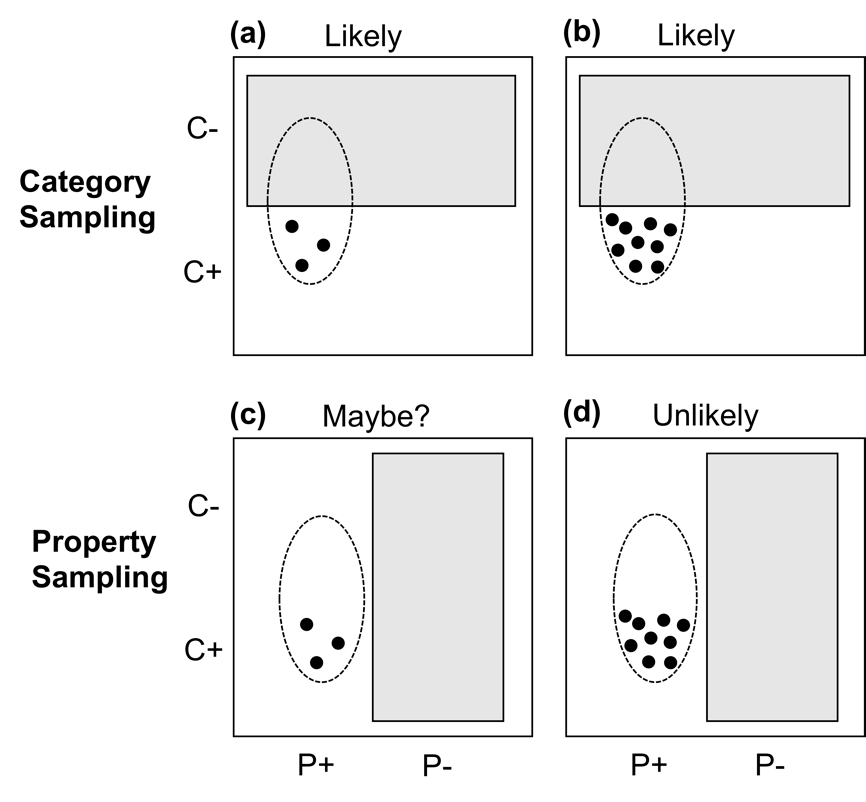 (a) Likely
(b) Likely
C-
Category
Sampling
C+
(c) Maybe?
(d) Unlikely
C-
Property
Sampling
C+
P+ P- P+ P-